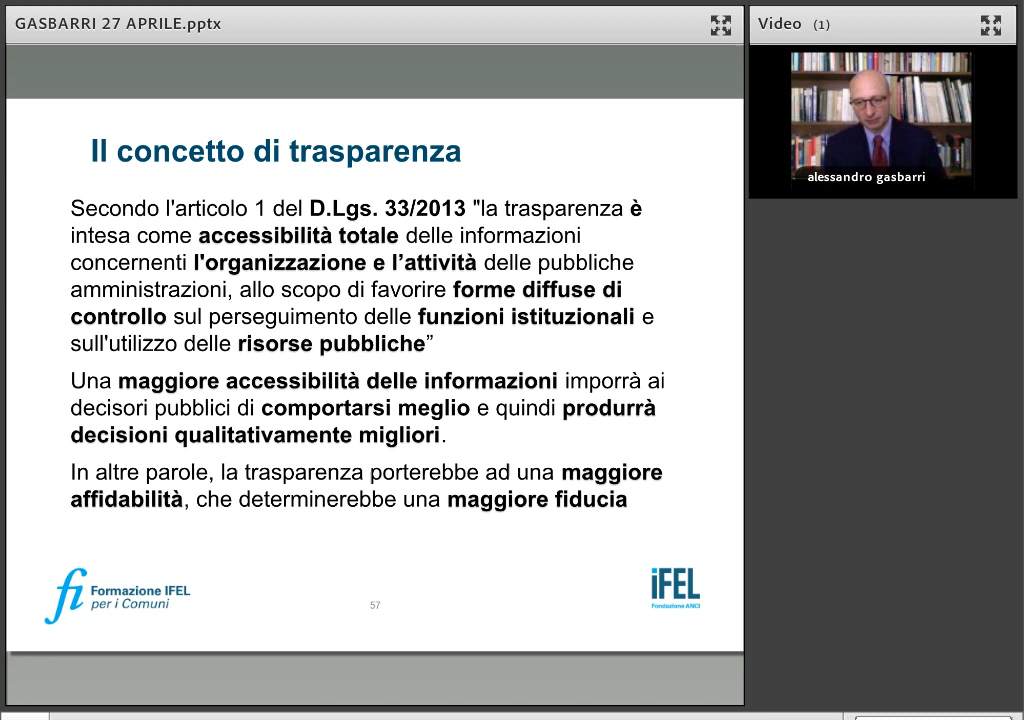 GASBARRI 27 APRILE.pptx
Video (1)
alessandro gasbarri
Il concetto di trasparenza
Secondo l'articolo 1 del D.Lgs. 33/2013 "la trasparenza è
intesa come accessibilità totale delle informazioni
concernenti l'organizzazione e l’attività delle pubbliche
amministrazioni, allo scopo di favorire forme diffuse di
controllo sul perseguimento delle funzioni istituzionali e
sull'utilizzo delle risorse pubbliche”
Una maggiore accessibilità delle informazioni imporrà ai
decisori pubblici di comportarsi meglio e quindi produrrà
decisioni qualitativamente migliori.
In altre parole, la trasparenza porterebbe ad una maggiore
affidabilità, che determinerebbe una maggiore fiducia
fi Formazione IFEL
per i Comuni
57
iFEL
Fondazione ANCI